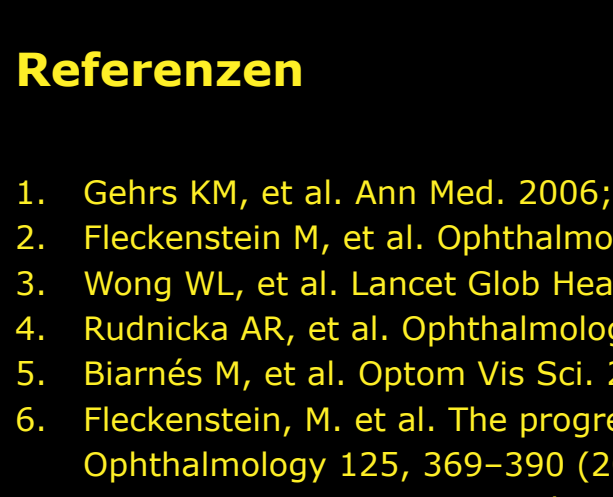 Referenzen
1. Gehrs KM, et al. Ann Med. 2006;
2. Fleckenstein M, et al. Ophthalmo
3. Wong WL, et al. Lancet Glob Hea
4. Rudnicka AR, et al. Ophthalmolog
5. Biarnés M, et al. Optom Vis Sci.
6. Fleckenstein, M. et al. The progre
Ophthalmology 125, 369–390 (2